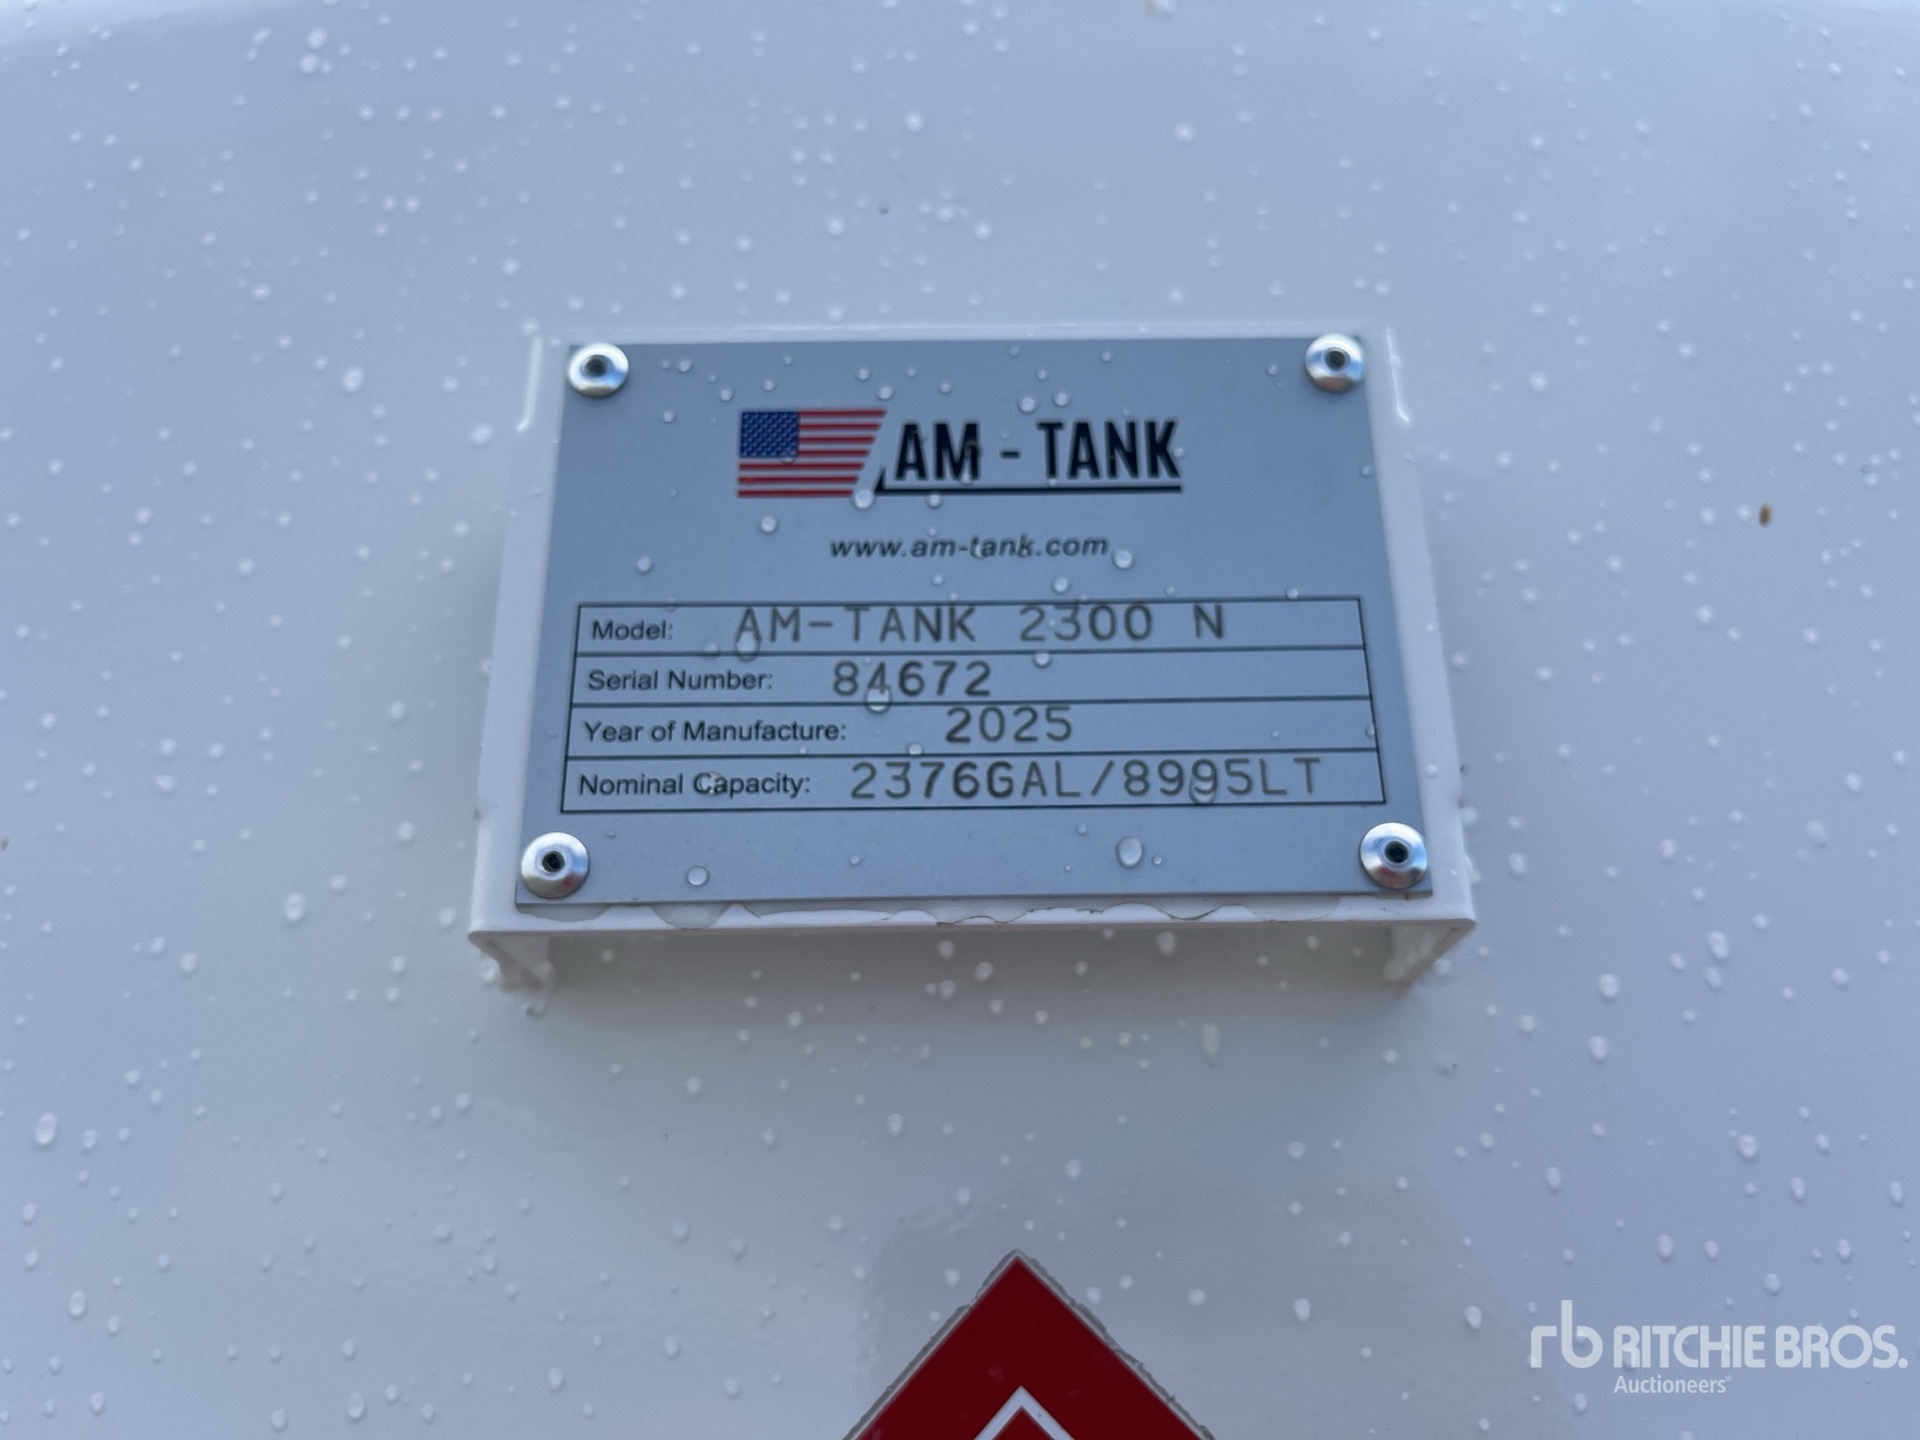 AM - TANK
www.am-tank.com
Model: AM-TANK 2300 N
Serial Number: 84672
Year of Manufacture: 2025
Nominal Capacity: 2376GAL/8995LT
rb RITCHIE BROS.
Auctioneers